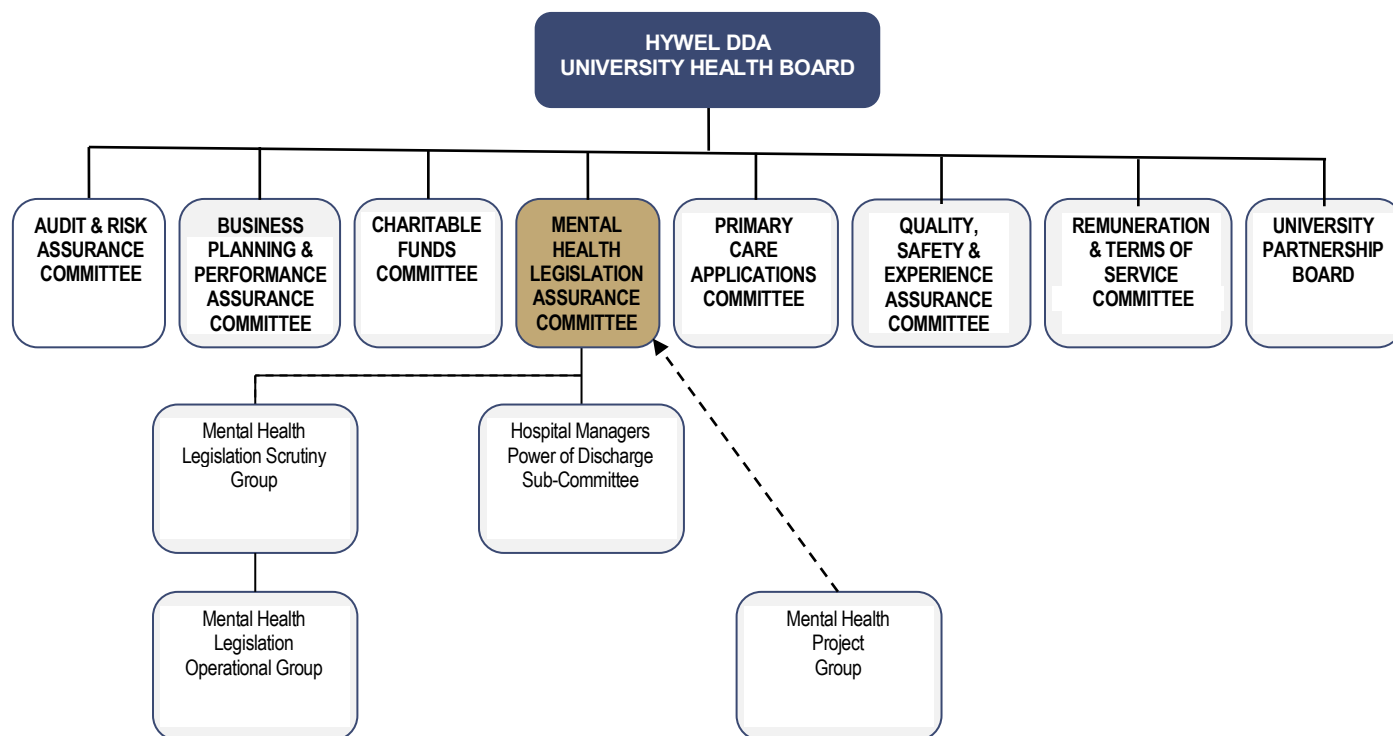 HYWEL DDA
UNIVERSITY HEALTH BOARD
AUDIT & RISK
ASSURANCE
COMMITTEE
BUSINESS
PLANNING &
PERFORMANCE
ASSURANCE
COMMITTEE
CHARITABLE
FUNDS
COMMITTEE
MENTAL
HEALTH
LEGISLATION
ASSURANCE
COMMITTEE
PRIMARY
CARE
APPLICATIONS
COMMITTEE
QUALITY,
SAFETY &
EXPERIENCE
ASSURANCE
COMMITTEE
REMUNERATION
& TERMS OF
SERVICE
COMMITTEE
UNIVERSITY
PARTNERSHIP
BOARD
Mental Health
Legislation Scrutiny
Group
Hospital Managers
Power of Discharge
Sub-Committee
Mental Health
Legislation
Operational Group
Mental Health
Project
Group